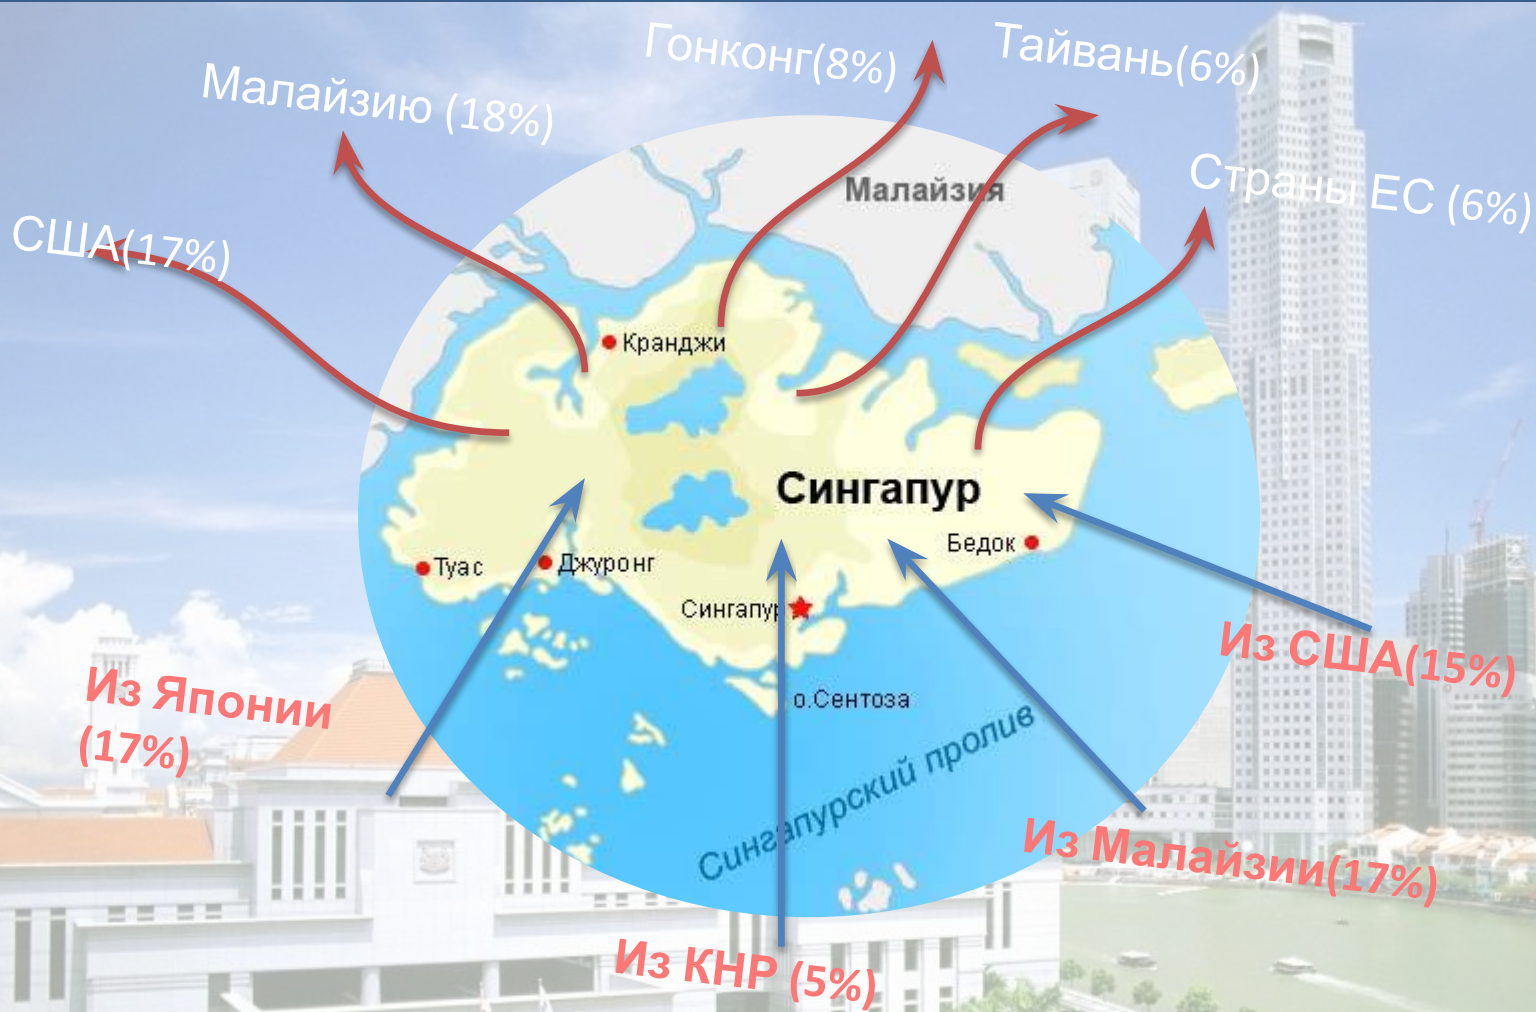 Гонконг(8%)
Тайвань(6%)
Малайзию (18%)
Страны ЕС (6%)
США(17%)
Малайзия
Кранджи
Сингапур
Бедок
Туас
Джуронг
Сингапур
о.Сентоза
Сингапурский пролив
Из США(15%)
Из Японии
(17%)
Из Малайзии(17%)
Из КНР (5%)